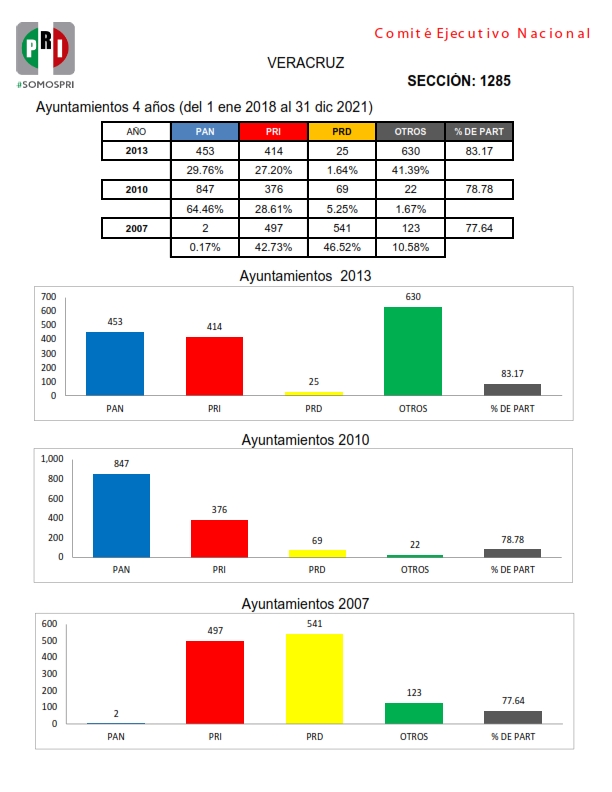 Comité Ejecutivo Nacional
PRI
#SOMOSPRI
VERACRUZ
SECCIÓN: 1285
Ayuntamientos 4 años (del 1 ene 2018 al 31 dic 2021)
AÑO PAN PRI PRD OTROS % DE PART
2013 453 414 25 630 83.17
29.76% 27.20% 1.64% 41.39%
2010 847 376 69 22 78.78
64.46% 28.61% 5.25% 1.67%
2007 2 497 541 123 77.64
0.17% 42.73% 46.52% 10.58%
Ayuntamientos 2013
700
600
500
400
300
200
100
0
453 414 25 630 83.17
PAN PRI PRD OTROS % DE PART
Ayuntamientos 2010
1,000
800
600
400
200
0
847 376 69 22 78.78
PAN PRI PRD OTROS % DE PART
Ayuntamientos 2007
600
500
400
300
200
100
0
2 497 541 123 77.64
PAN PRI PRD OTROS % DE PART